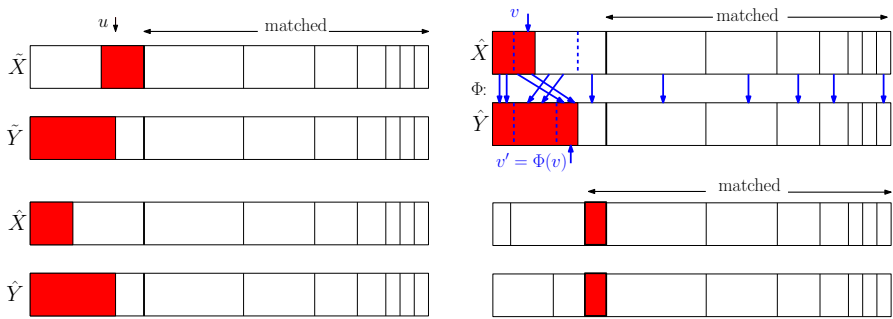 u
matched
X̃
Ỹ
X̂
Ŷ
v
matched
X̂
Φ:
Ŷ
v′ = Φ(v)
matched